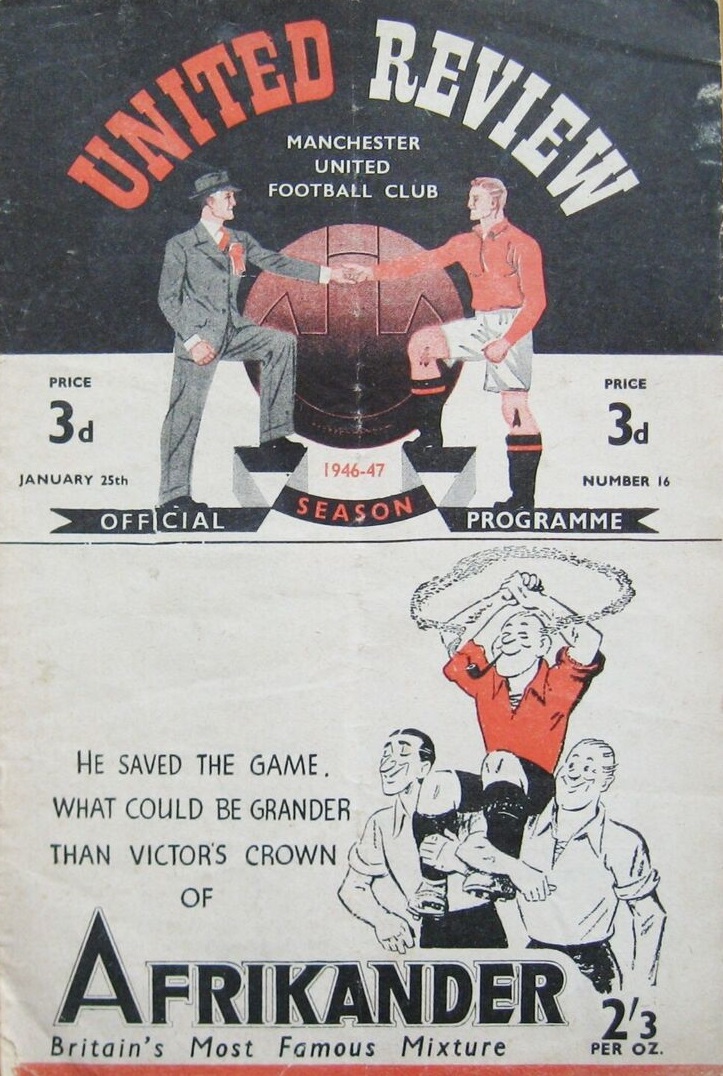 UNITED REVIEW
MANCHESTER
UNITED
FOOTBALL CLUB
PRICE
3d
JANUARY 25th
PRICE
3d
NUMBER 16
1946-47
OFFICIAL SEASON PROGRAMME
HE SAVED THE GAME.
WHAT COULD BE GRANDER
THAN VICTOR'S CROWN
OF
AFRIKANDER
Britain's Most Famous Mixture
2'/3
PER OZ.